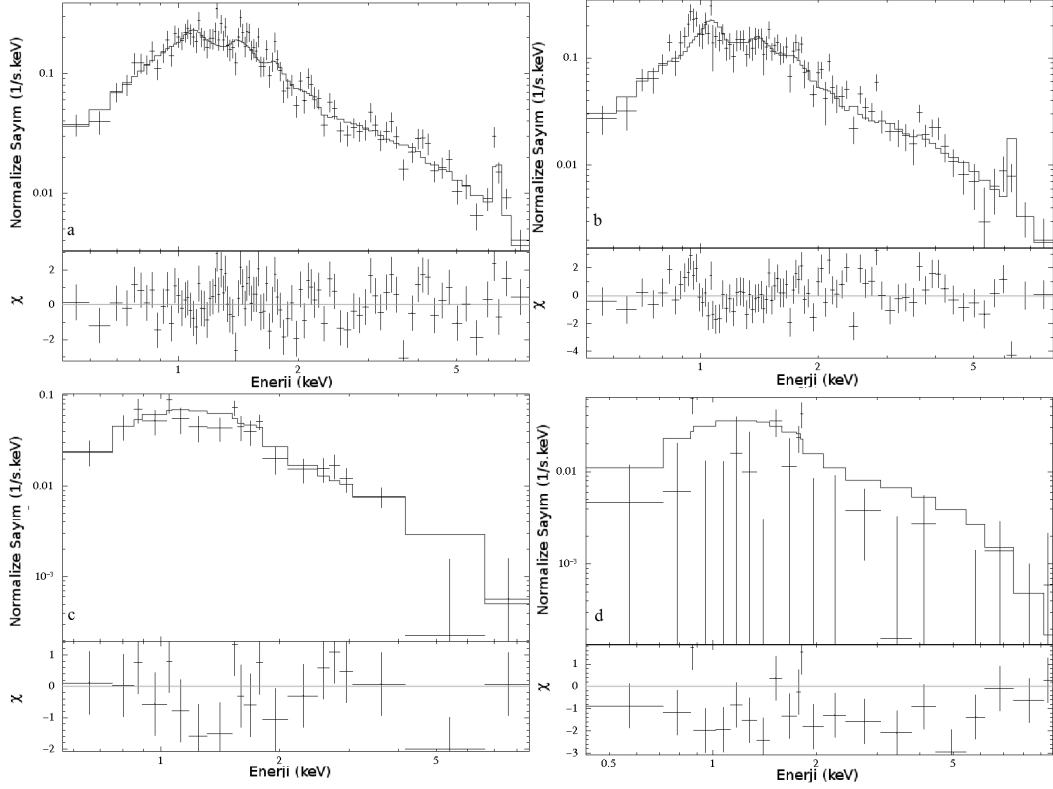 Normalize Sayım (1/s.keV)
0.1
0.01
a
χ
2
0
−2
1
2
5
Enerji (keV)
Normalize Sayım (1/s.keV)
0.1
0.01
b
χ
2
0
−2
−4
1
2
5
Enerji (keV)
Normalize Sayım (1/s.keV)
0.1
0.01
10⁻³
c
χ
1
0
−1
−2
1
2
5
Enerji (keV)
Normalize Sayım (1/s.keV)
0.01
10⁻³
d
χ
1
0
−1
−2
−3
0.5
1
2
5
Enerji (keV)